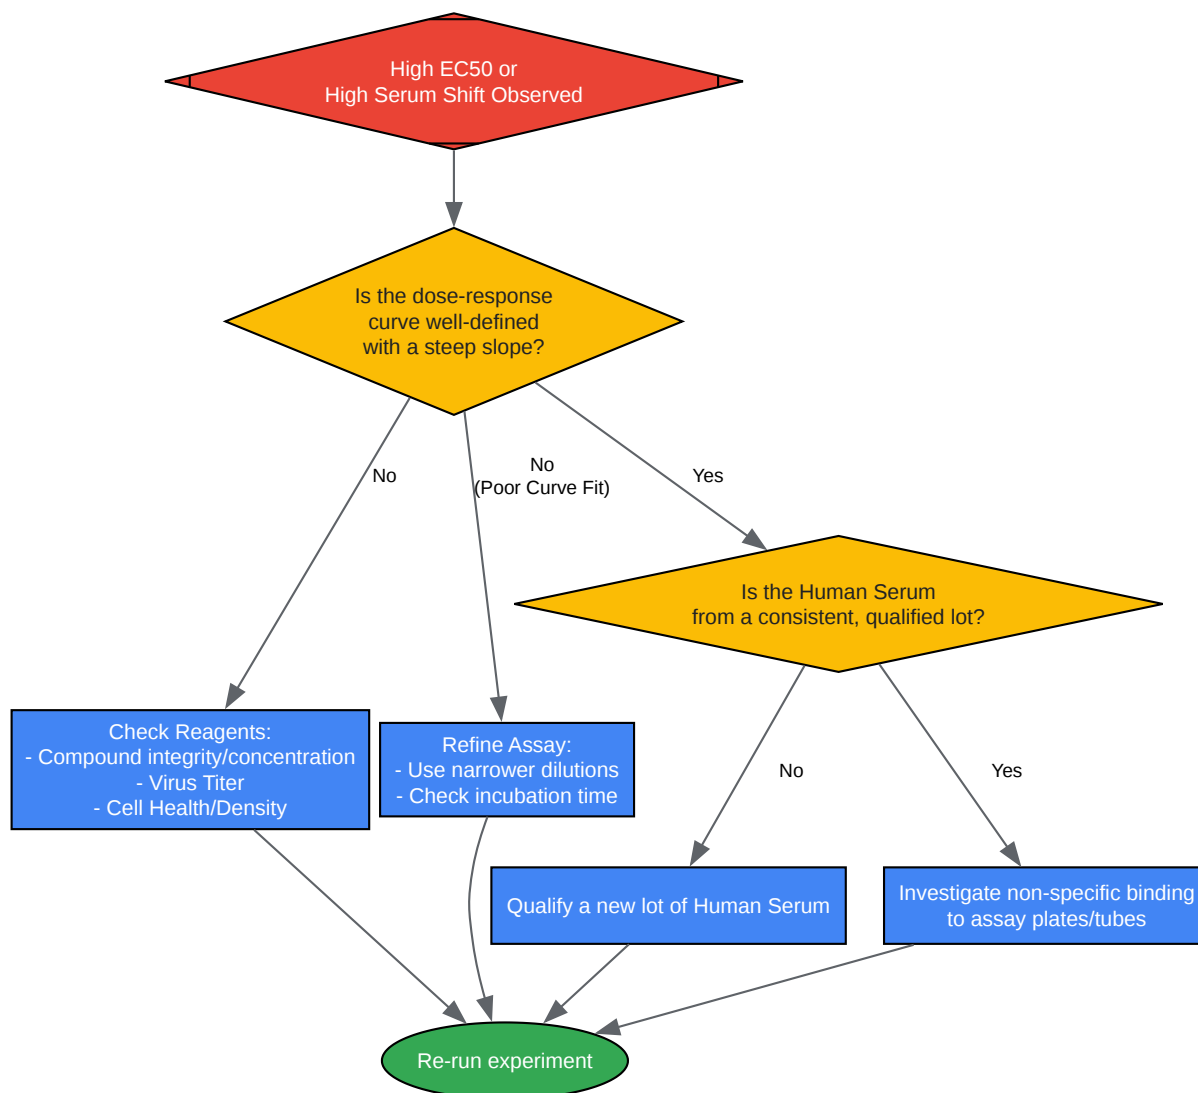 High EC50 or
High Serum Shift Observed
Is the dose-response
curve well-defined
with a steep slope?
No
No
(Poor Curve Fit)
Yes
Is the Human Serum
from a consistent, qualified lot?
Check Reagents:
- Compound integrity/concentration
- Virus Titer
- Cell Health/Density
Refine Assay:
- Use narrower dilutions
- Check incubation time
No
Yes
Qualify a new lot of Human Serum
Investigate non-specific binding
to assay plates/tubes
Re-run experiment